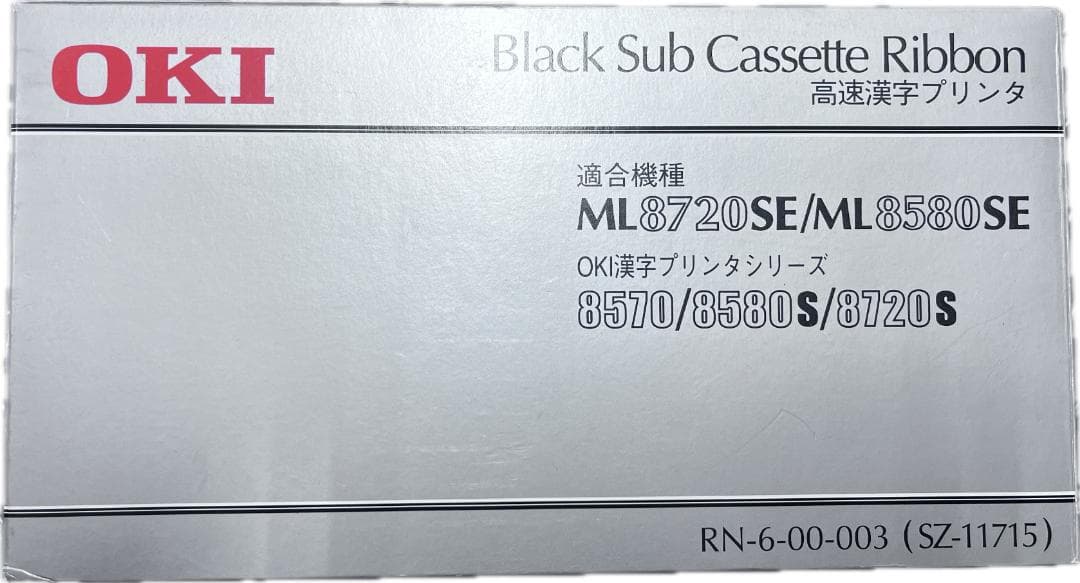 OKI
Black Sub Cassette Ribbon
高速漢字プリンタ
適合機種
ML8720SE/ML8580SE
OKI漢字プリンタシリーズ
8570/8580S/8720S
RN-6-00-003 (SZ-11715)